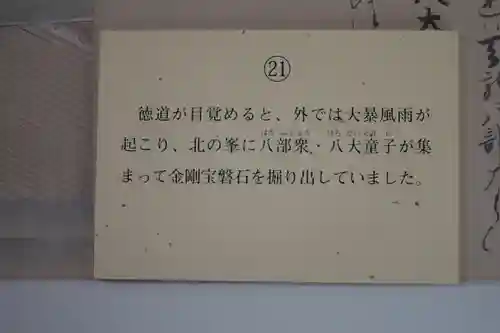 ㉑
徳道が目覚めると、外では大暴風雨が
起こり、北の峯に八部衆・八大童子が集
まって金剛宝磐石を掘り出していました。